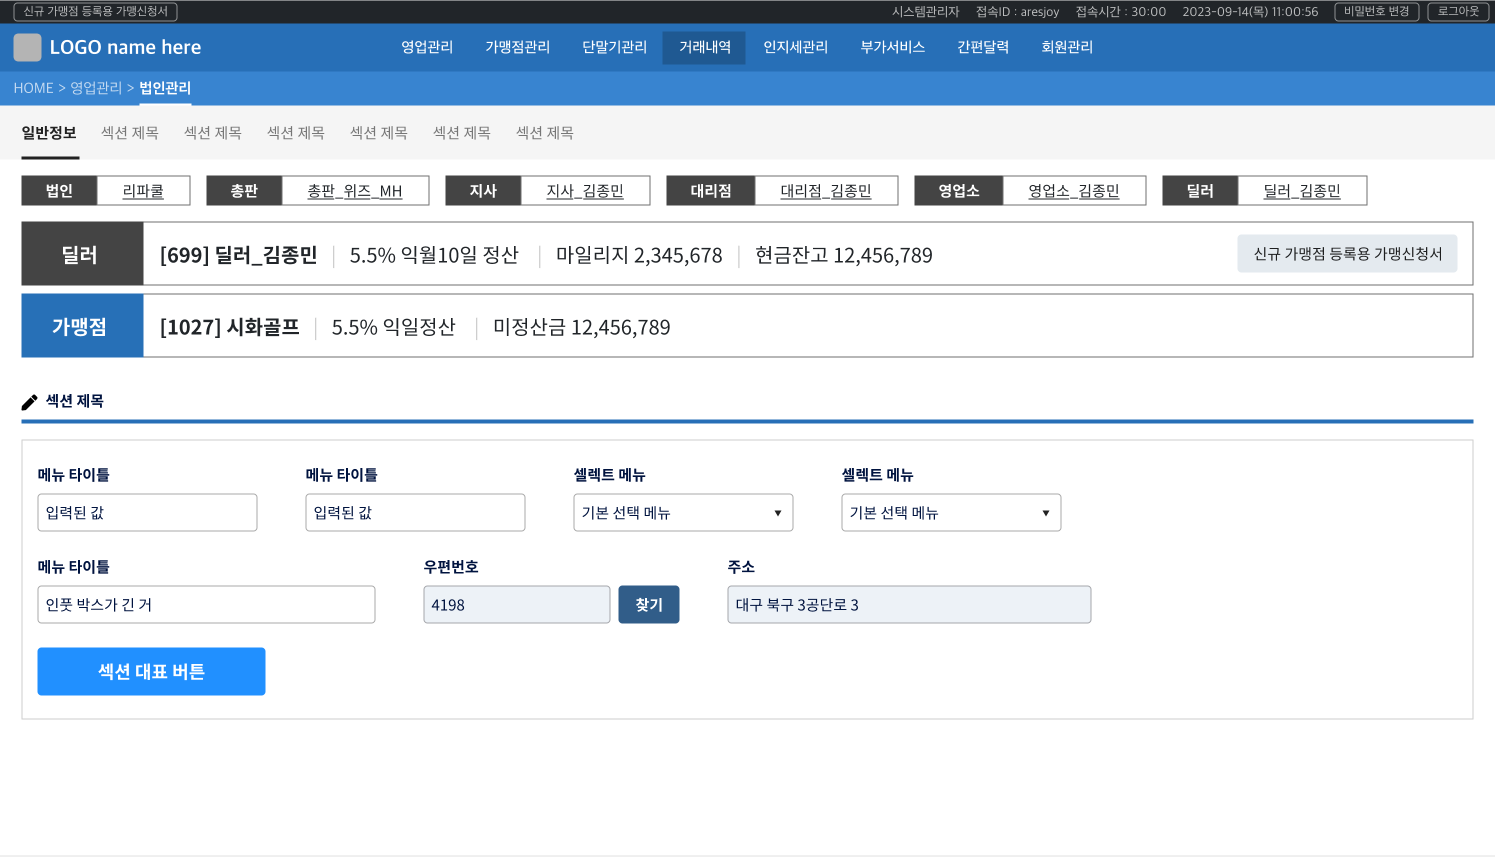 신규 가맹점 등록용 가맹신청서 시스템관리자 접속ID : aresjoy 접속시간 : 30:00 2023-09-14(목) 11:00:56 비밀번호 변경 로그아웃
LOGO name here 영업관리 가맹점관리 단말기관리 거래내역 인지세관리 부가서비스 간편달력 회원관리
HOME > 영업관리 > 법인관리
일반정보 섹션 제목 섹션 제목 섹션 제목 섹션 제목 섹션 제목 섹션 제목
법인 리파쿨 총판 총판_위즈_MH 지사 지사_김종민 대리점 대리점_김종민 영업소 영업소_김종민 딜러 딜러_김종민
딜러 [699] 딜러_김종민 5.5% 익월10일 정산 마일리지 2,345,678 현금잔고 12,456,789 신규 가맹점 등록용 가맹신청서
가맹점 [1027] 시화골프 5.5% 익일정산 미정산금 12,456,789
섹션 제목
메뉴 타이틀 메뉴 타이틀 셀렉트 메뉴 셀렉트 메뉴
입력된 값 입력된 값 기본 선택 메뉴 ▼ 기본 선택 메뉴 ▼
메뉴 타이틀 우편번호 주소
인풋 박스가 긴 거 4198 찾기 대구 북구 3공단로 3
섹션 대표 버튼